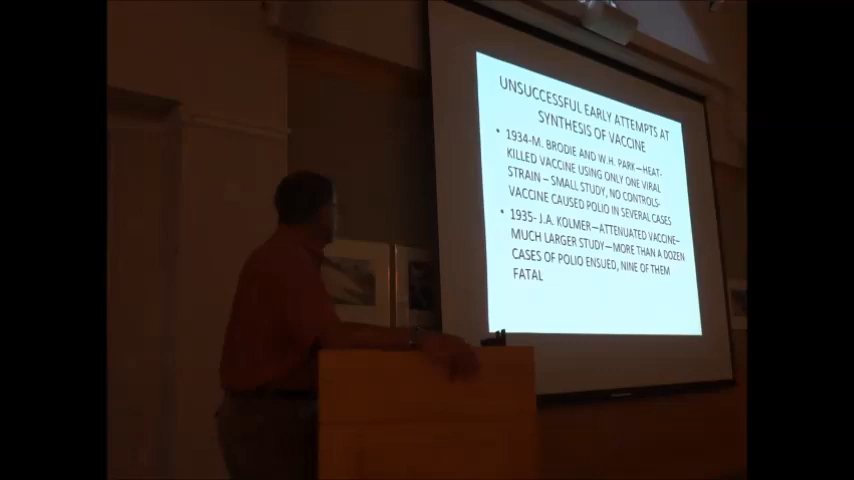 UNSUCCESSFUL EARLY ATTEMPTS AT
SYNTHESIS OF VACCINE
• 1934-M. BRODIE AND W.H. PARK—HEAT-
KILLED VACCINE USING ONLY ONE VIRAL
STRAIN – SMALL STUDY, NO CONTROLS-
VACCINE CAUSED POLIO IN SEVERAL CASES
• 1935- J.A. KOLMER—ATTENUATED VACCINE–
MUCH LARGER STUDY—MORE THAN A DOZEN
CASES OF POLIO ENSUED, NINE OF THEM
FATAL